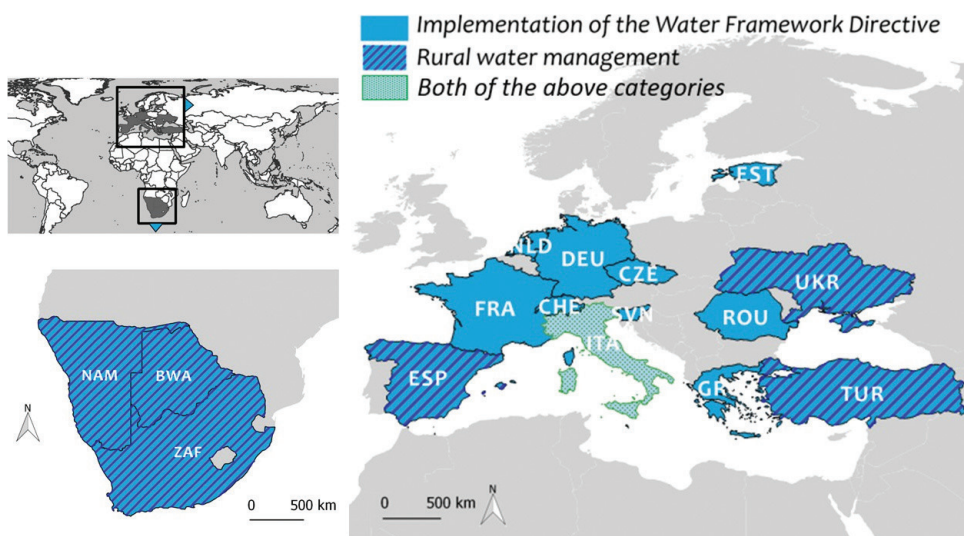 Implementation of the Water Framework Directive
Rural water management
Both of the above categories
EST
NLD
DEU
CZE
UKR
FRA
CHE
SVN
ROU
ITA
ESP
GR
TUR
NAM
BWA
ZAF
N
0 500 km
0 500 km
N